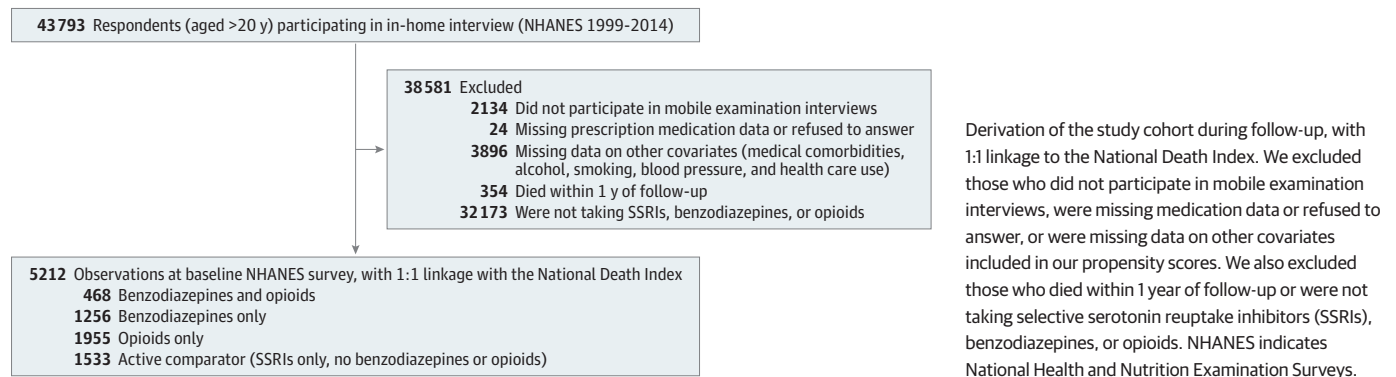 43793 Respondents (aged >20 y) participating in in-home interview (NHANES 1999-2014)
38581 Excluded
2134 Did not participate in mobile examination interviews
24 Missing prescription medication data or refused to answer
3896 Missing data on other covariates (medical comorbidities,
alcohol, smoking, blood pressure, and health care use)
354 Died within 1 y of follow-up
32173 Were not taking SSRIs, benzodiazepines, or opioids
5212 Observations at baseline NHANES survey, with 1:1 linkage with the National Death Index
468 Benzodiazepines and opioids
1256 Benzodiazepines only
1955 Opioids only
1533 Active comparator (SSRIs only, no benzodiazepines or opioids)
Derivation of the study cohort during follow-up, with
1:1 linkage to the National Death Index. We excluded
those who did not participate in mobile examination
interviews, were missing medication data or refused to
answer, or were missing data on other covariates
included in our propensity scores. We also excluded
those who died within 1 year of follow-up or were not
taking selective serotonin reuptake inhibitors (SSRIs),
benzodiazepines, or opioids. NHANES indicates
National Health and Nutrition Examination Surveys.